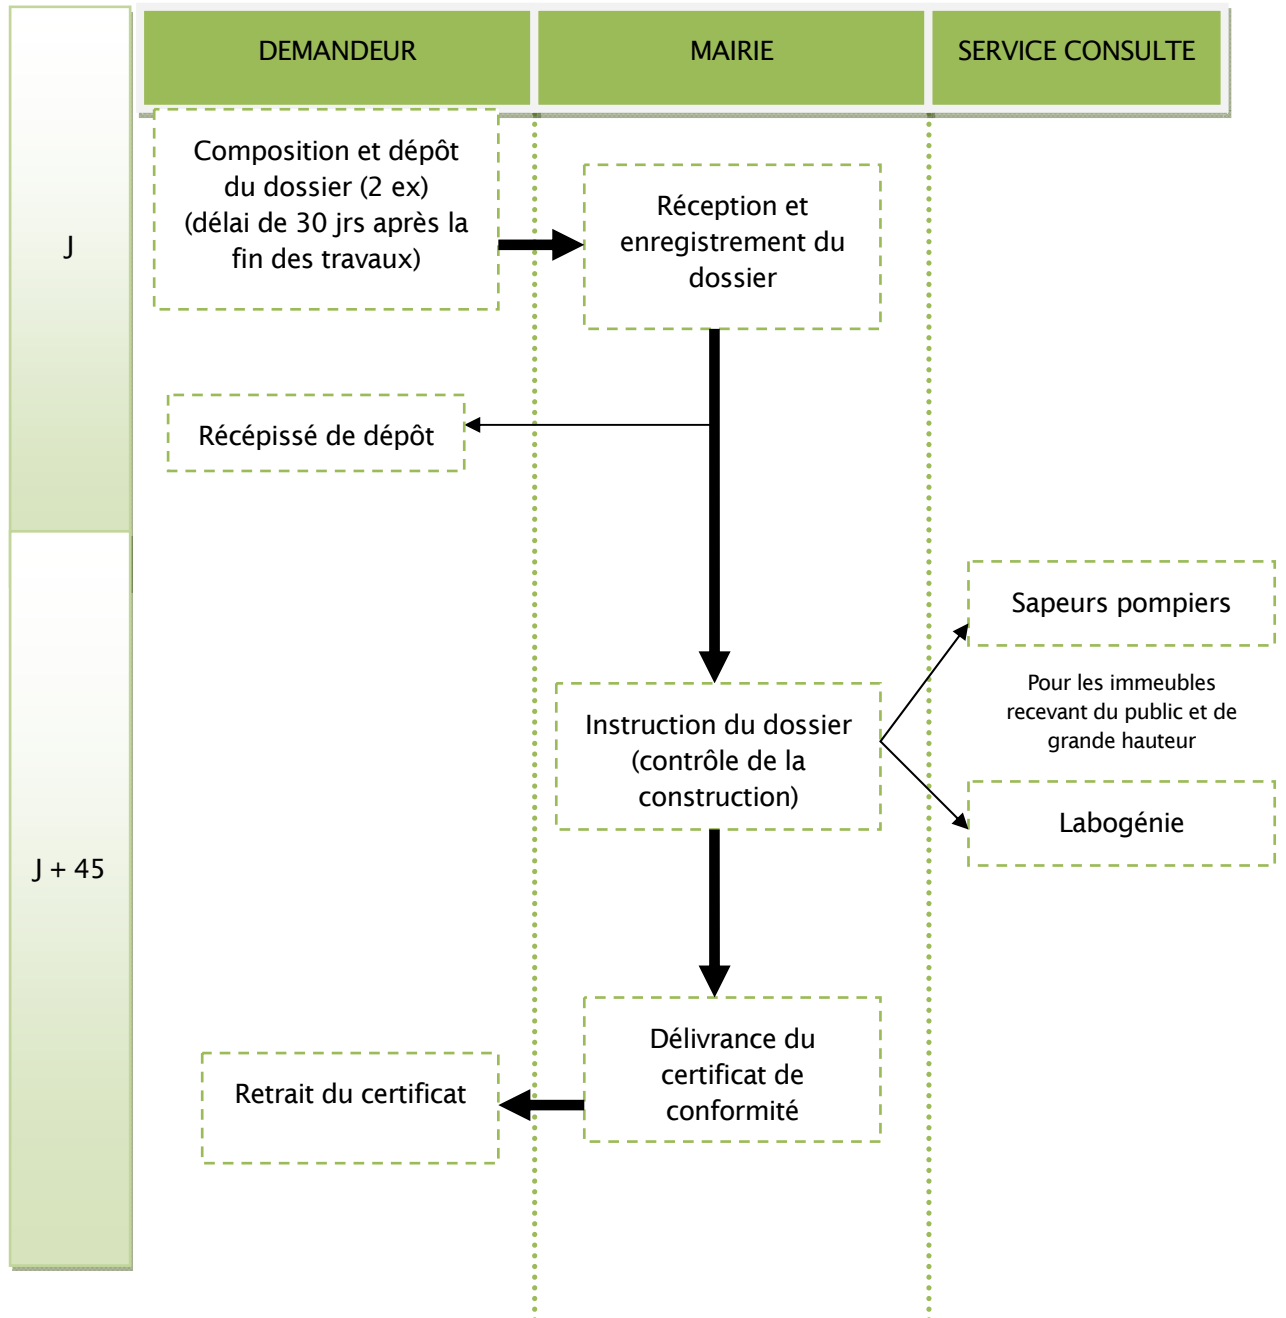 DEMANDEUR
MAIRIE
SERVICE CONSULTE
J
Composition et dépôt
du dossier (2 ex)
(délai de 30 jrs après la
fin des travaux)
Réception et
enregistrement du
dossier
Récépissé de dépôt
J + 45
Sapeurs pompiers
Pour les immeubles
recevant du public et de
grande hauteur
Labogénie
Instruction du dossier
(contrôle de la
construction)
Délivrance du
certificat de
conformité
Retrait du certificat